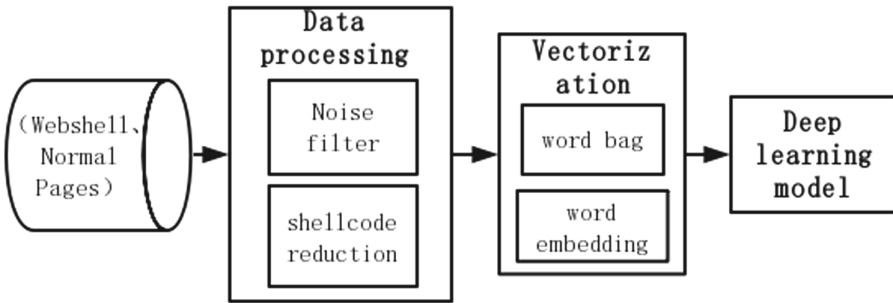 (Webshell、
Normal
Pages)
Data
processing
Noise
filter
shellcode
reduction
Vectoriz
ation
word bag
word
embedding
Deep
learning
model